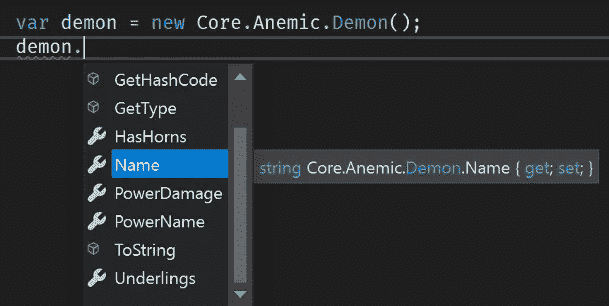 var demon = new Core.Anemic.Demon();
demon.
GetHashCode
GetType
HasHorns
Name
string Core.Anemic.Demon.Name { get; set; }
PowerDamage
PowerName
ToString
Underlings